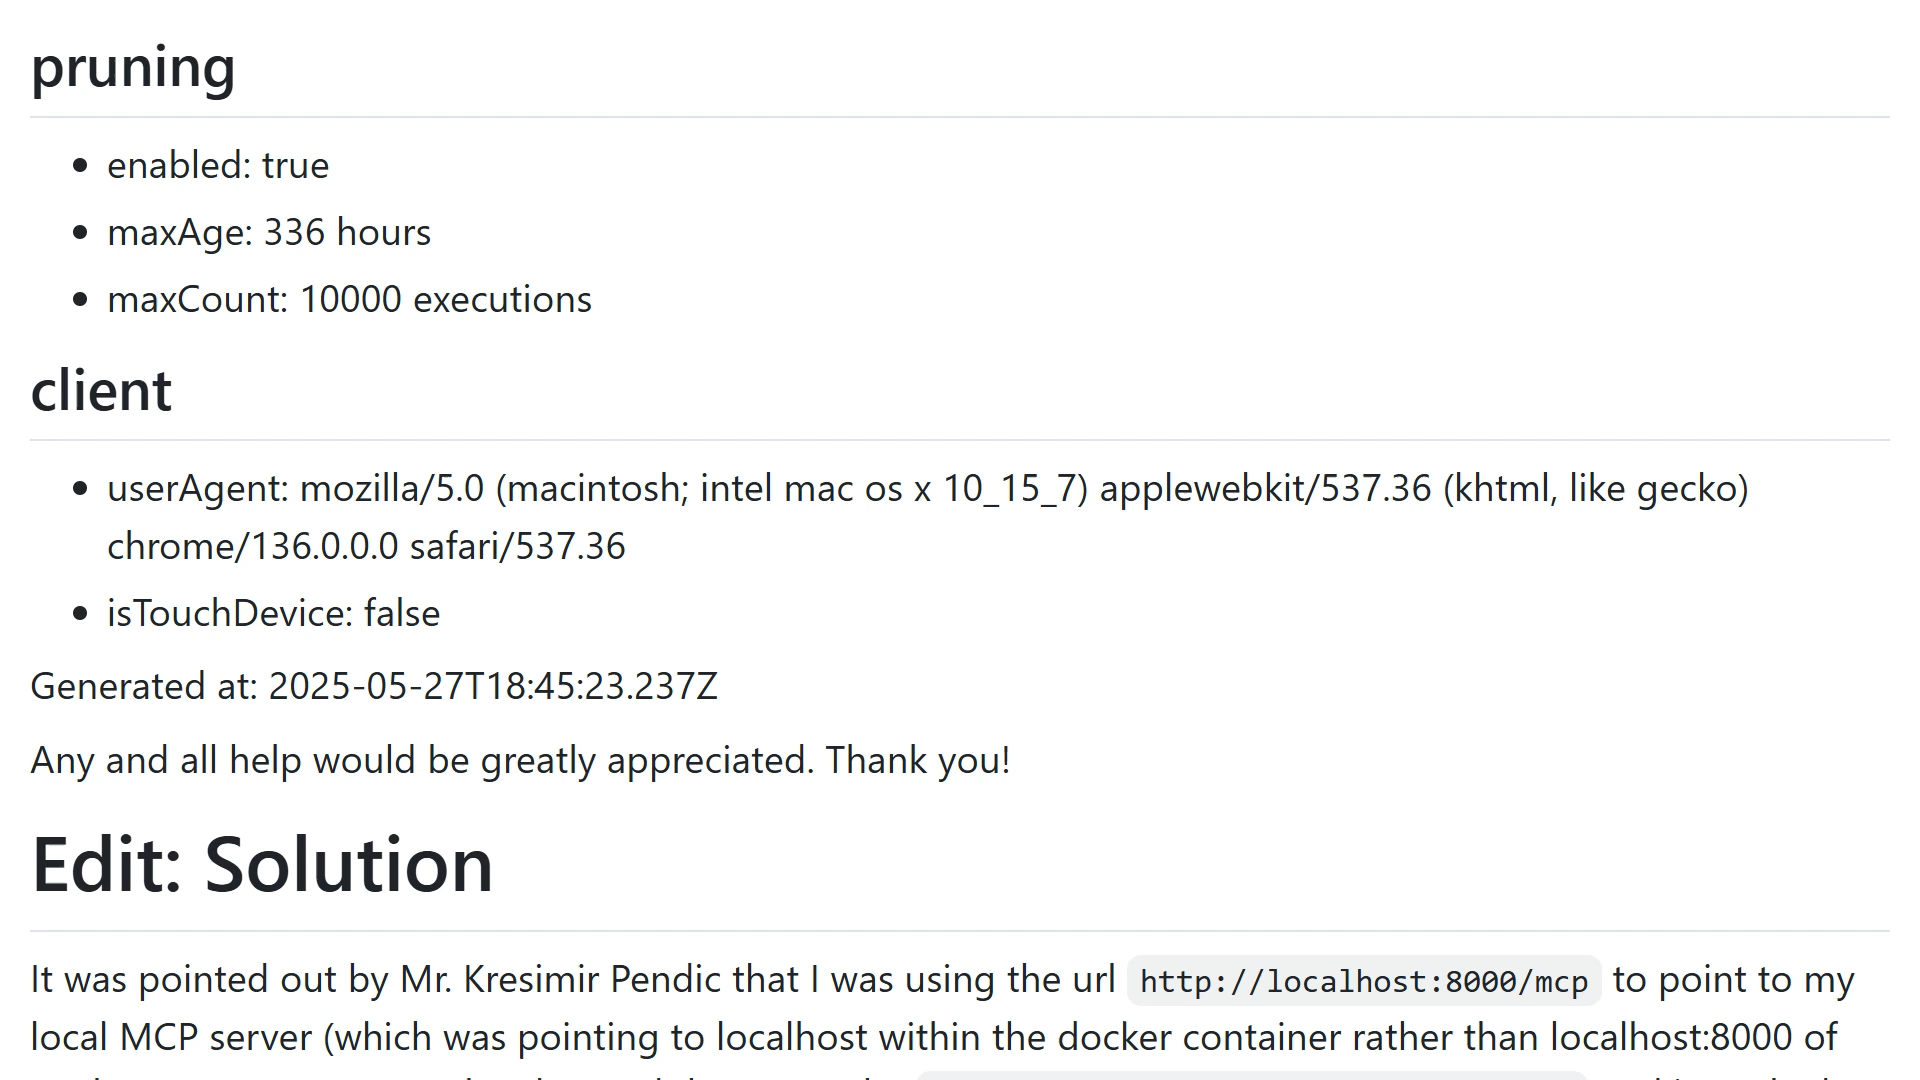 pruning
enabled: true
maxAge: 336 hours
maxCount: 10000 executions
client
userAgent: mozilla/5.0 (macintosh; intel mac os x 10_15_7) applewebkit/537.36 (khtml, like gecko)
chrome/136.0.0.0 safari/537.36
isTouchDevice: false
Generated at: 2025-05-27T18:45:23.237Z
Any and all help would be greatly appreciated. Thank you!
Edit: Solution
It was pointed out by Mr. Kresimir Pendic that I was using the url http://localhost:8000/mcp to point to my
local MCP server (which was pointing to localhost within the docker container rather than localhost:8000 of